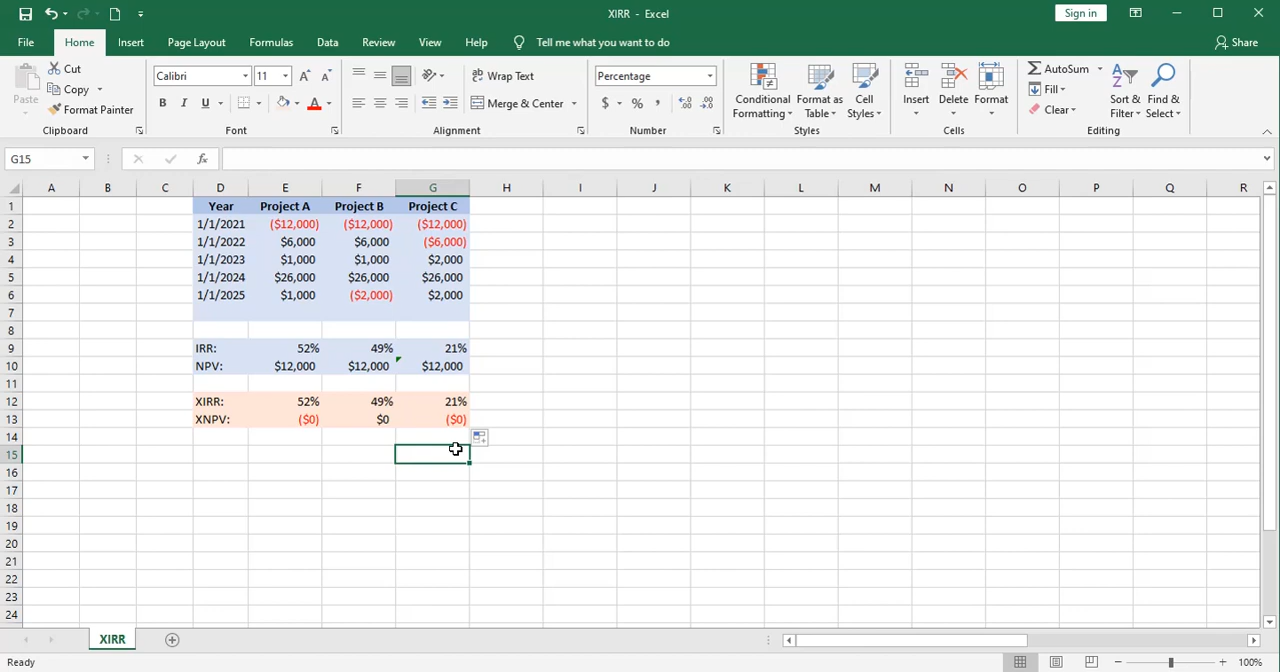 XIRR - Excel
Sign in
File Home Insert Page Layout Formulas Data Review View Help Tell me what you want to do Share
Paste Cut Copy Format Painter
Clipboard
Calibri 11 A A
B I U A
Font
ab Wrap Text
Merge & Center
Alignment
Percentage
$ % , .00 .00
Number
Conditional Formatting Format as Table Cell Styles
Styles
Insert Delete Format
Cells
AutoSum Fill Clear Sort & Filter Find & Select
Editing
G15 fx
A B C D E F G H I J K L M N O P Q R
1 Year Project A Project B Project C
2 1/1/2021 ($12,000) ($12,000) ($12,000)
3 1/1/2022 $6,000 $6,000 ($6,000)
4 1/1/2023 $1,000 $1,000 $2,000
5 1/1/2024 $26,000 $26,000 $26,000
6 1/1/2025 $1,000 ($2,000) $2,000
7
8
9 IRR: 52% 49% 21%
10 NPV: $12,000 $12,000 $12,000
11
12 XIRR: 52% 49% 21%
13 XNPV: ($0) $0 ($0)
14
15
16
17
18
19
20
21
22
23
24
XIRR
Ready 100%